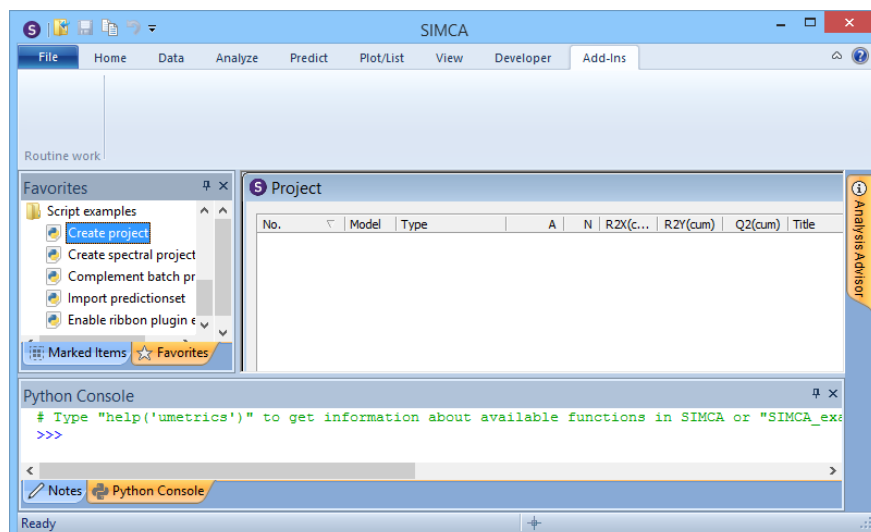 S SIMCA
File Home Data Analyze Predict Plot/List View Developer Add-Ins
Routine work
Favorites
Script examples
Create project
Create spectral project
Complement batch pr
Import predictionset
Enable ribbon plugin e
Marked Items Favorites
S Project
No. Model Type A N R2X(c... R2Y(cum) Q2(cum) Title
Analysis Advisor
Python Console
# Type "help('umetrics')" to get information about available functions in SIMCA or "SIMCA_exa
>>>
Notes Python Console
Ready